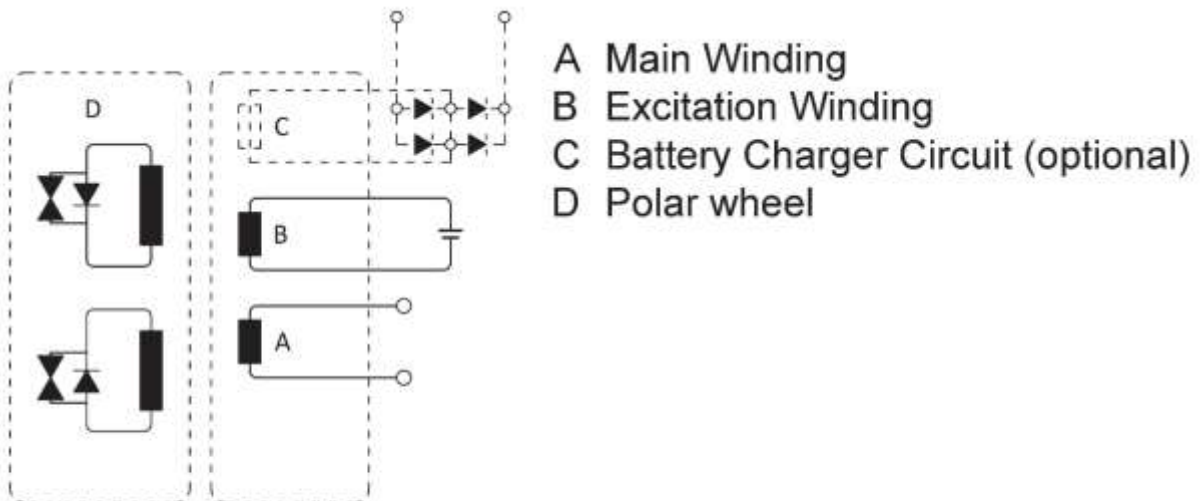 D
C
B
A
A Main Winding
B Excitation Winding
C Battery Charger Circuit (optional)
D Polar wheel